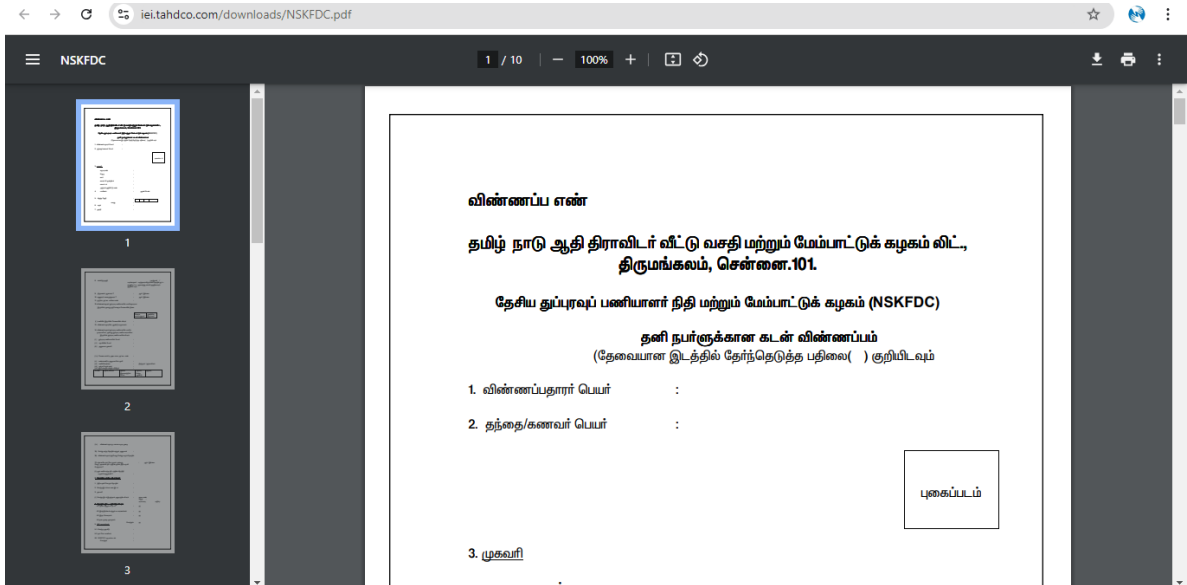 iei.tahdco.com/downloads/NSKFDC.pdf
NSKFDC
1 / 10
100%
1
2
3
விண்ணப்ப எண்
தமிழ் நாடு ஆதி திராவிடர் வீட்டு வசதி மற்றும் மேம்பாட்டுக் கழகம் லிட்.,
திருமங்கலம், சென்னை.101.
தேசிய துப்புரவுப் பணியாளர் நிதி மற்றும் மேம்பாட்டுக் கழகம் (NSKFDC)
தனி நபர்ளுக்கான கடன் விண்ணப்பம்
(தேவையான இடத்தில் தேர்ந்தெடுத்த பதிலை( ) குறியிடவும்
1. விண்ணப்பதாரர் பெயர் :
2. தந்தை/கணவர் பெயர் :
புகைப்படம்
3. முகவரி